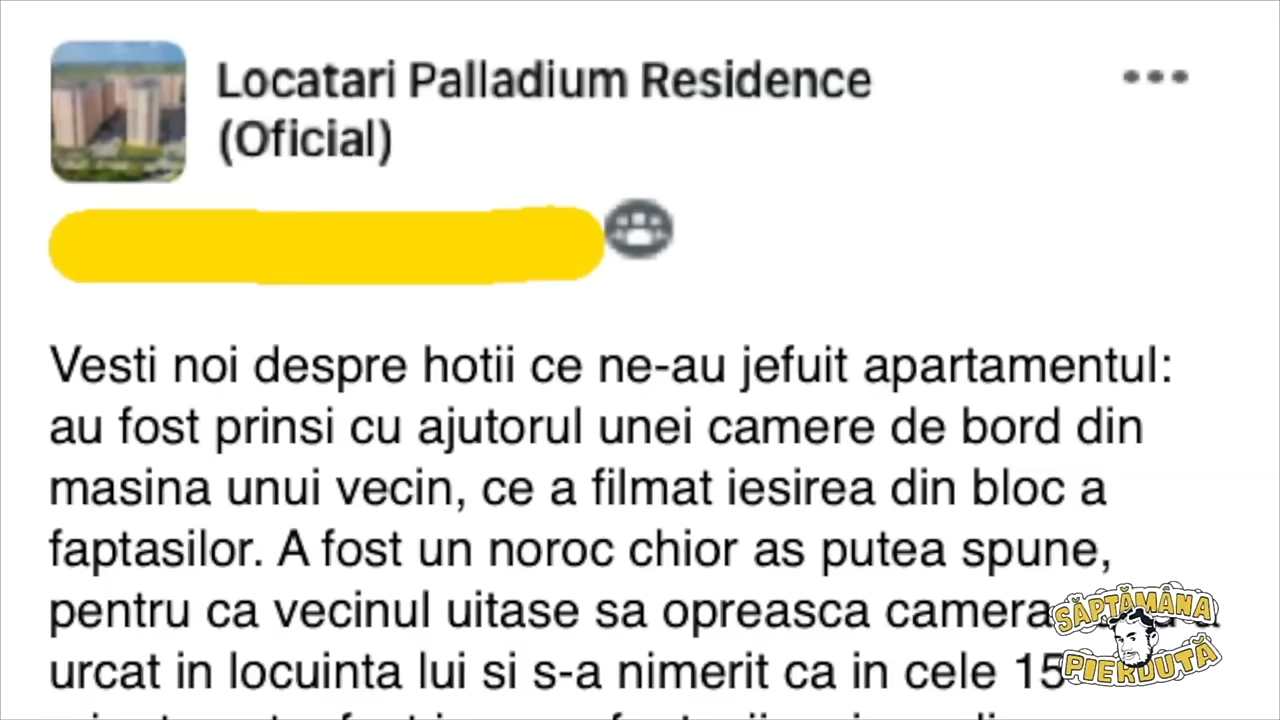 Locatari Palladium Residence
(Oficial)
Vesti noi despre hotii ce ne-au jefuit apartamentul:
au fost prinsi cu ajutorul unei camere de bord din
masina unui vecin, ce a filmat iesirea din bloc a
faptasilor. A fost un noroc chior as putea spune,
pentru ca vecinul uitase sa opreasca camera
urcat in locuinta lui si s-a nimerit ca in cele 15
SĂPTĂMÂNA
PIERDUTĂ